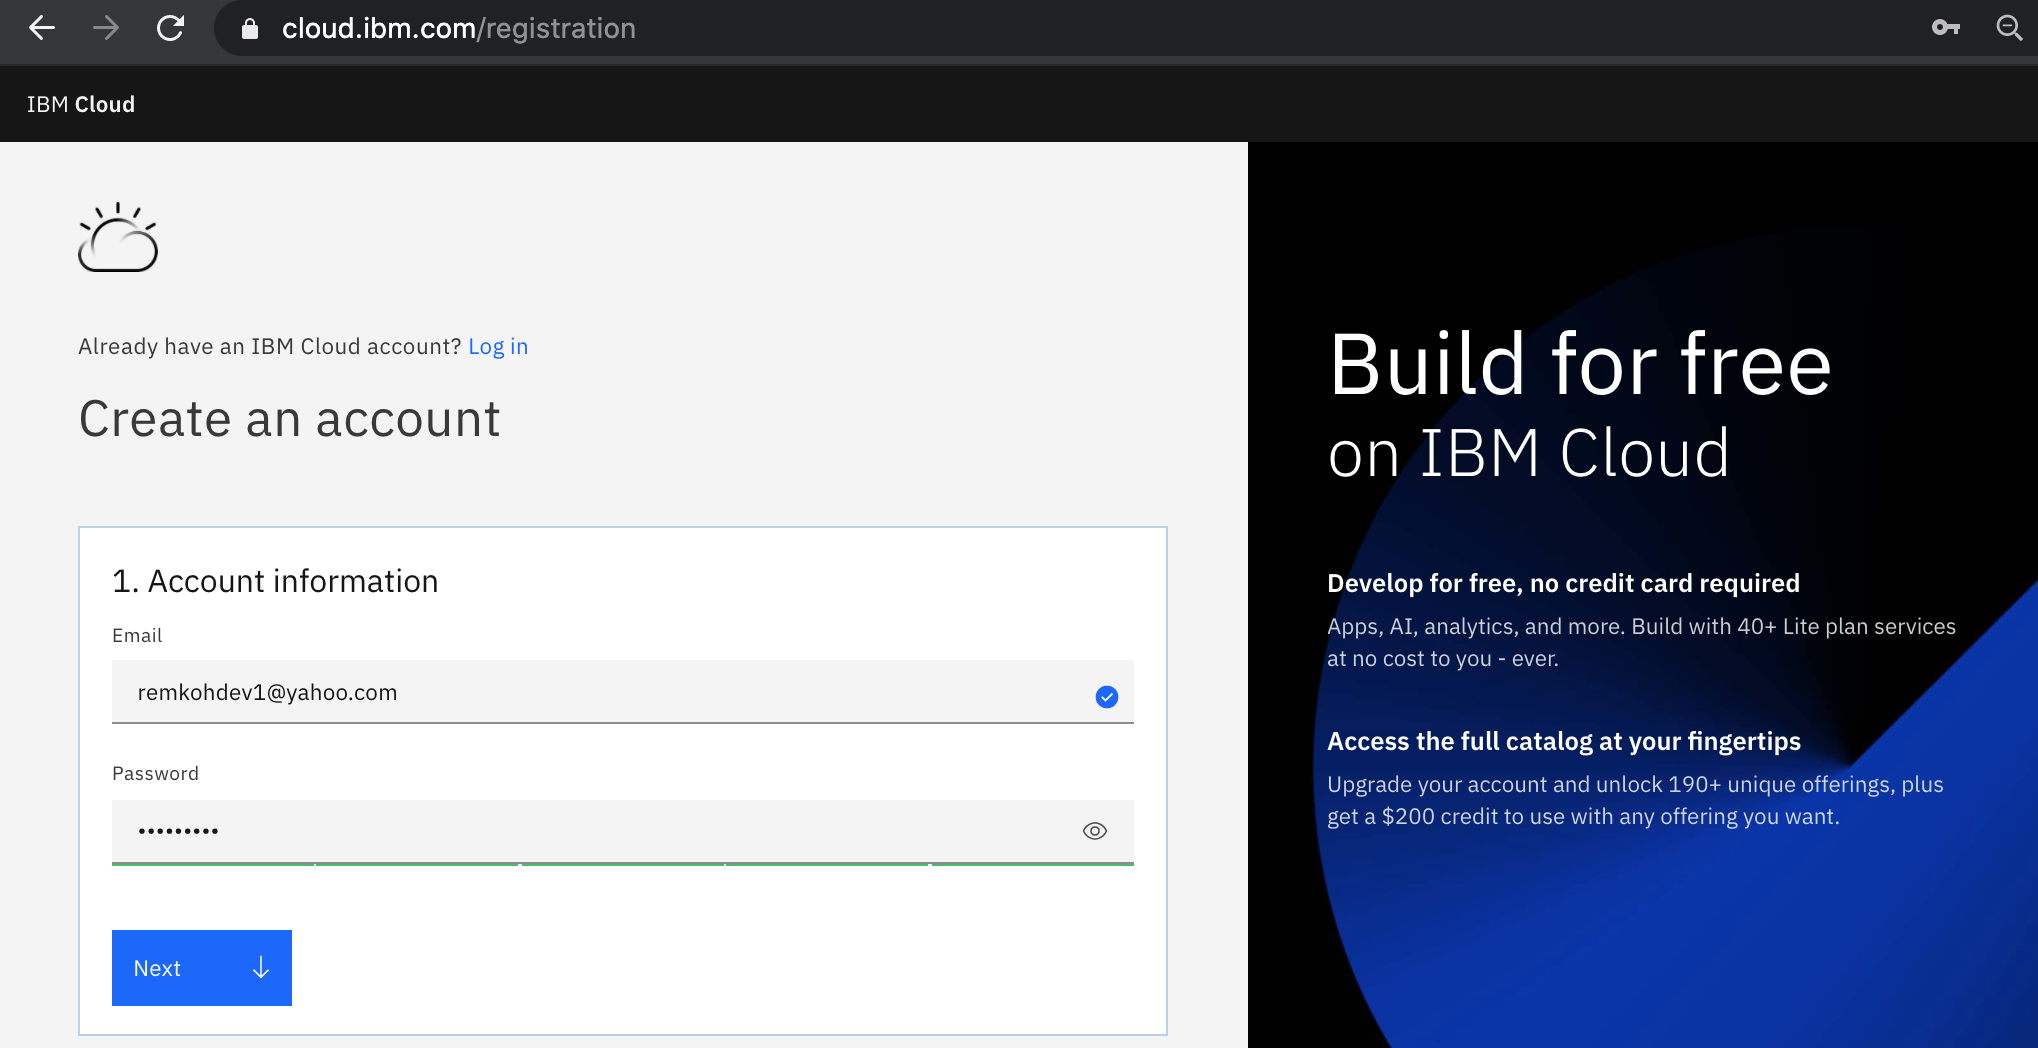 cloud.ibm.com/registration
IBM Cloud
Already have an IBM Cloud account? Log in
Create an account
1. Account information
Email
remkohdev1@yahoo.com
Password
•••••••••
Next
Build for free
on IBM Cloud
Develop for free, no credit card required
Apps, AI, analytics, and more. Build with 40+ Lite plan services
at no cost to you - ever.
Access the full catalog at your fingertips
Upgrade your account and unlock 190+ unique offerings, plus
get a $200 credit to use with any offering you want.